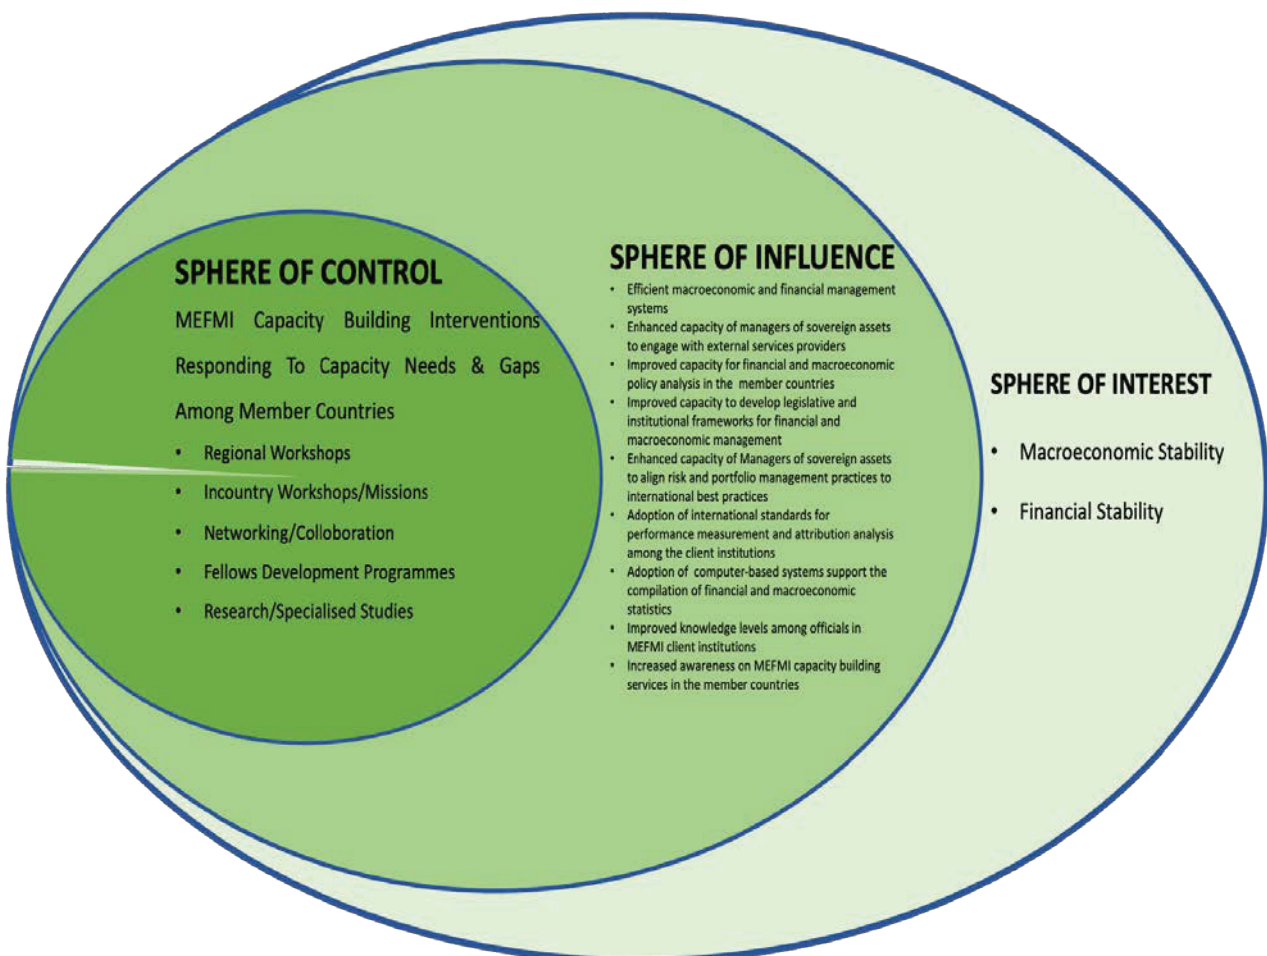 SPHERE OF CONTROL
MEFMI Capacity Building Interventions
Responding To Capacity Needs & Gaps
Among Member Countries
• Regional Workshops
• Incountry Workshops/Missions
• Networking/Colloboration
• Fellows Development Programmes
• Research/Specialised Studies
SPHERE OF INFLUENCE
• Efficient macroeconomic and financial management
systems
• Enhanced capacity of managers of sovereign assets
to engage with external services providers
• Improved capacity for financial and macroeconomic
policy analysis in the member countries
• Improved capacity to develop legislative and
institutional frameworks for financial and
macroeconomic management
• Enhanced capacity of Managers of sovereign assets
to align risk and portfolio management practices to
international best practices
• Adoption of international standards for
performance measurement and attribution analysis
among the client institutions
• Adoption of computer-based systems support the
compilation of financial and macroeconomic
statistics
• Improved knowledge levels among officials in
MEFMI client institutions
• Increased awareness on MEFMI capacity building
services in the member countries
SPHERE OF INTEREST
• Macroeconomic Stability
• Financial Stability